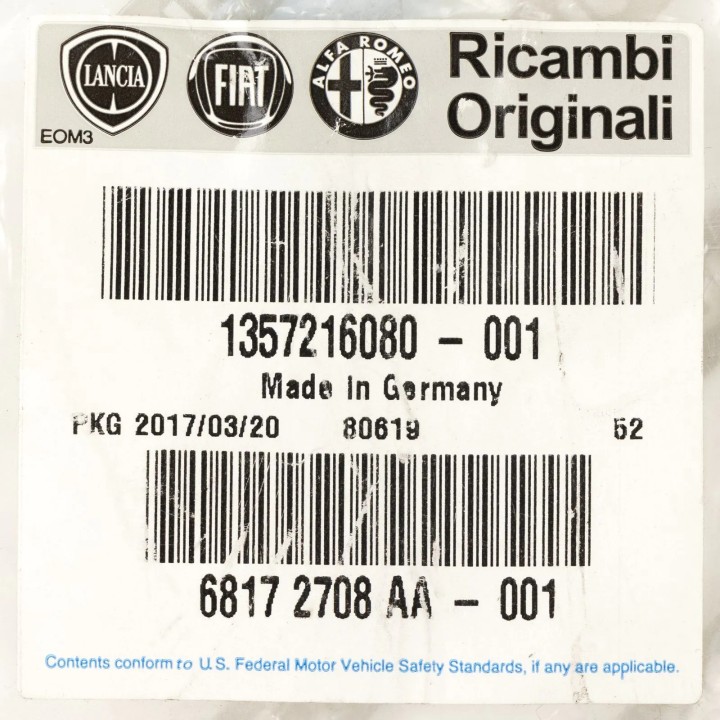 LANCIA FIAT ALFA ROMEO Ricambi
Originali
EOM3
1357216080 - 001
Made In Germany
PKG 2017/03/20 80619 52
6817 2708 AA - 001
Contents conform to U.S. Federal Motor Vehicle Safety Standards, if any are applicable.